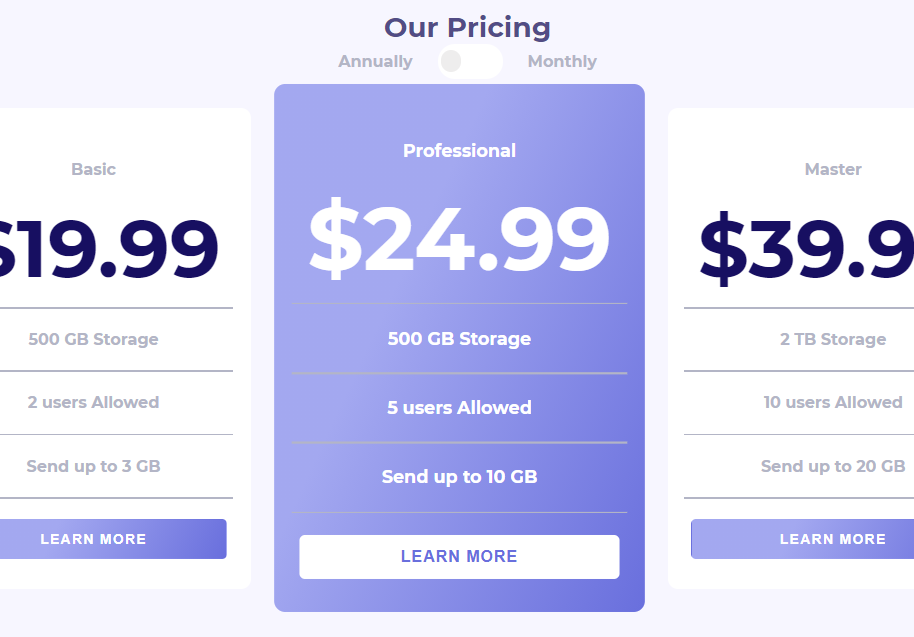 Our Pricing
Annually
Monthly
Basic
$19.99
500 GB Storage
2 users Allowed
Send up to 3 GB
LEARN MORE
Professional
$24.99
500 GB Storage
5 users Allowed
Send up to 10 GB
LEARN MORE
Master
$39.9
2 TB Storage
10 users Allowed
Send up to 20 GB
LEARN MORE